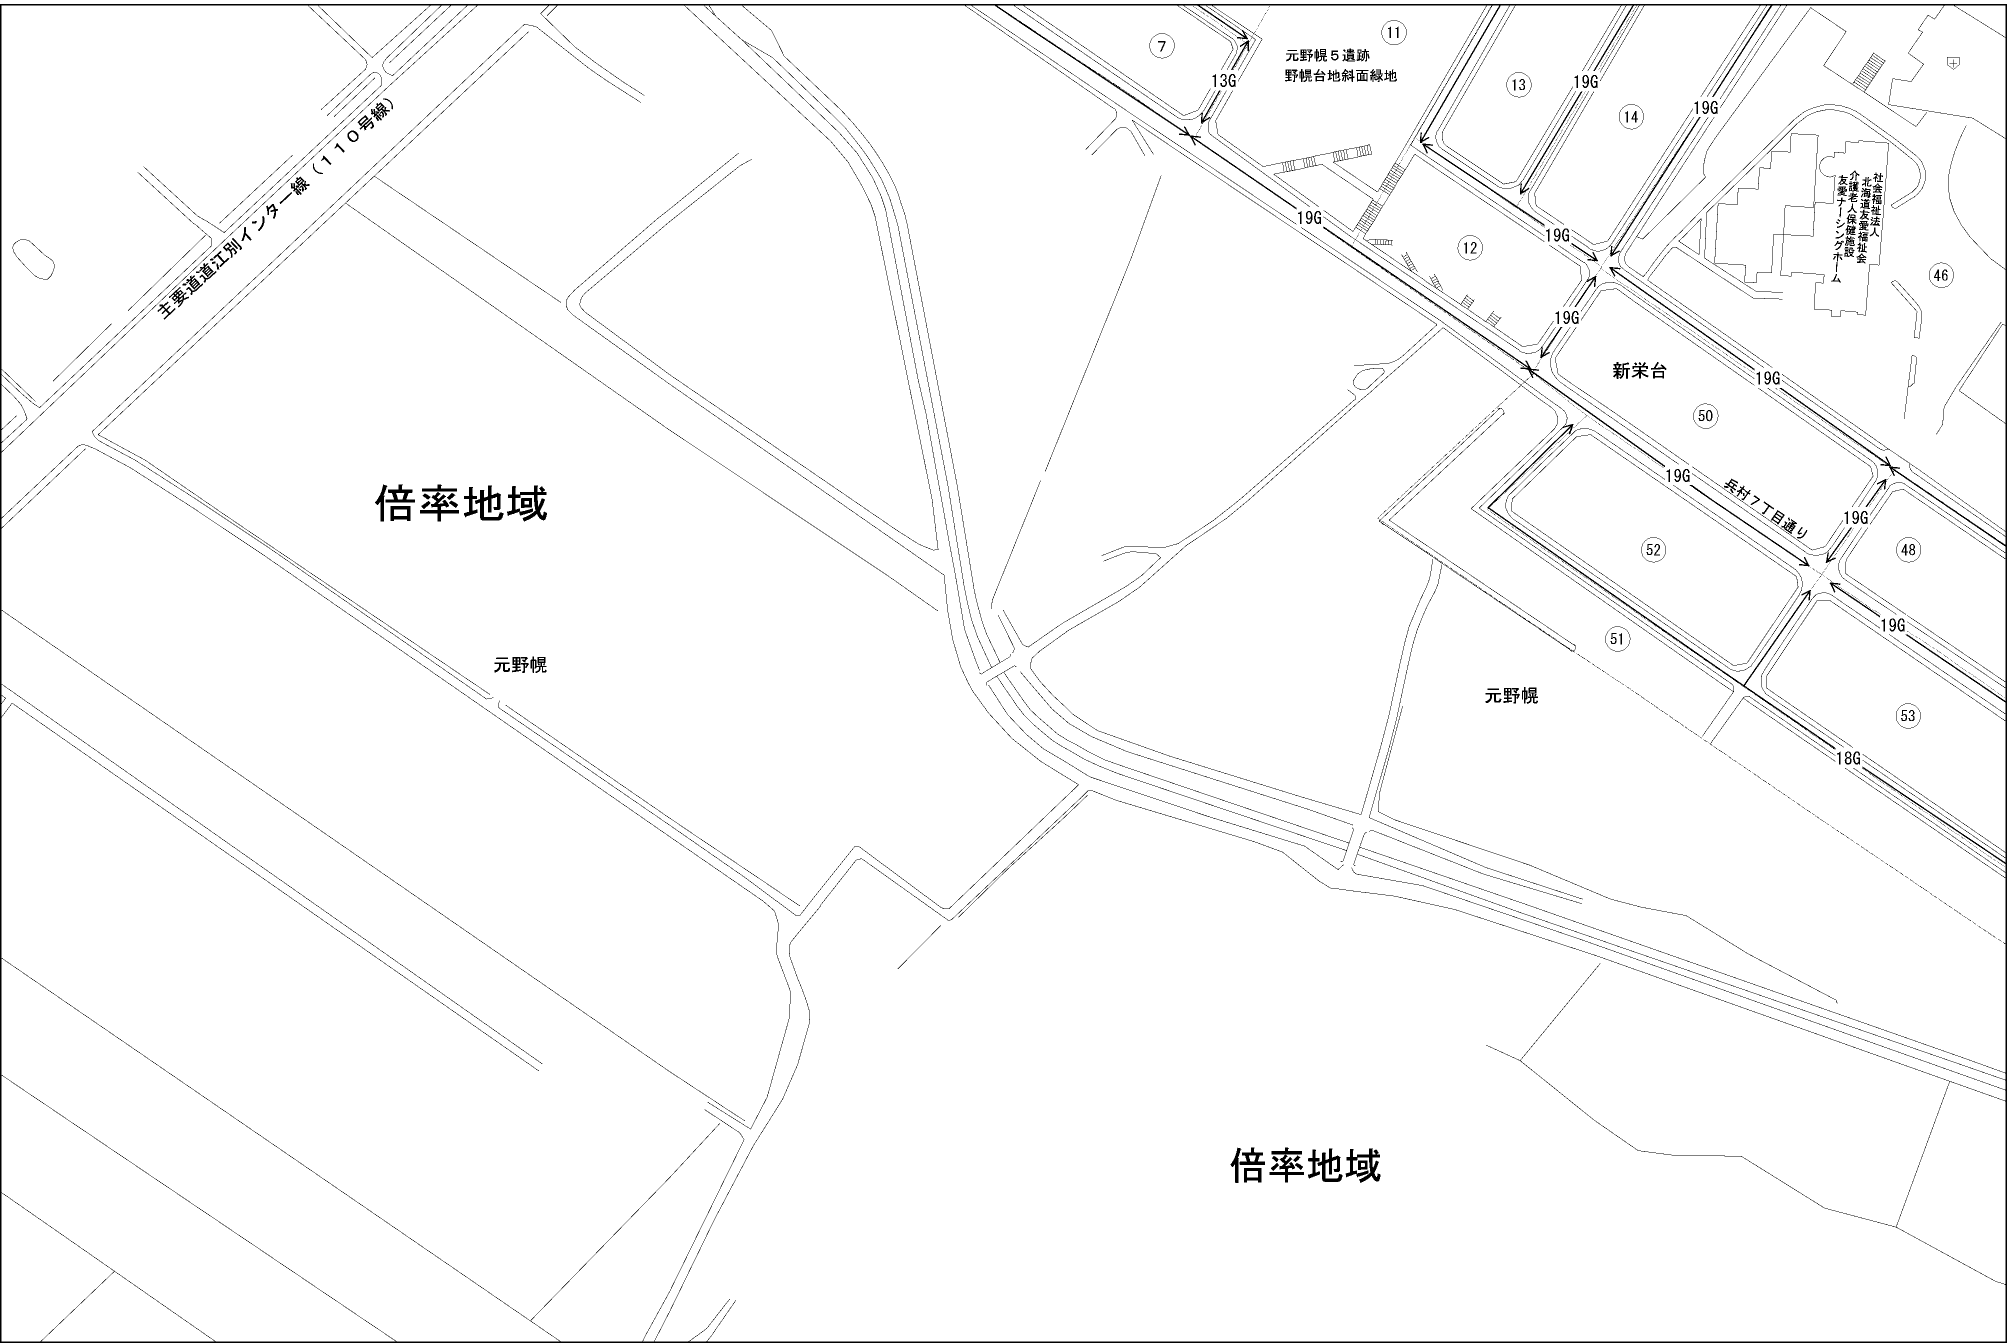 7
11
元野幌５遺跡
野幌台地斜面緑地
13G
13
19G
19G
14
主要道道江別インター線（１１０号線）
社会福祉法人
北海道友愛福祉会
介護老人保健施設
友愛ナーシングホーム
19G
19G
12
46
19G
新栄台
19G
50
倍率地域
19G
兵村７丁目通り
19G
52
48
51
19G
元野幌
元野幌
53
18G
倍率地域